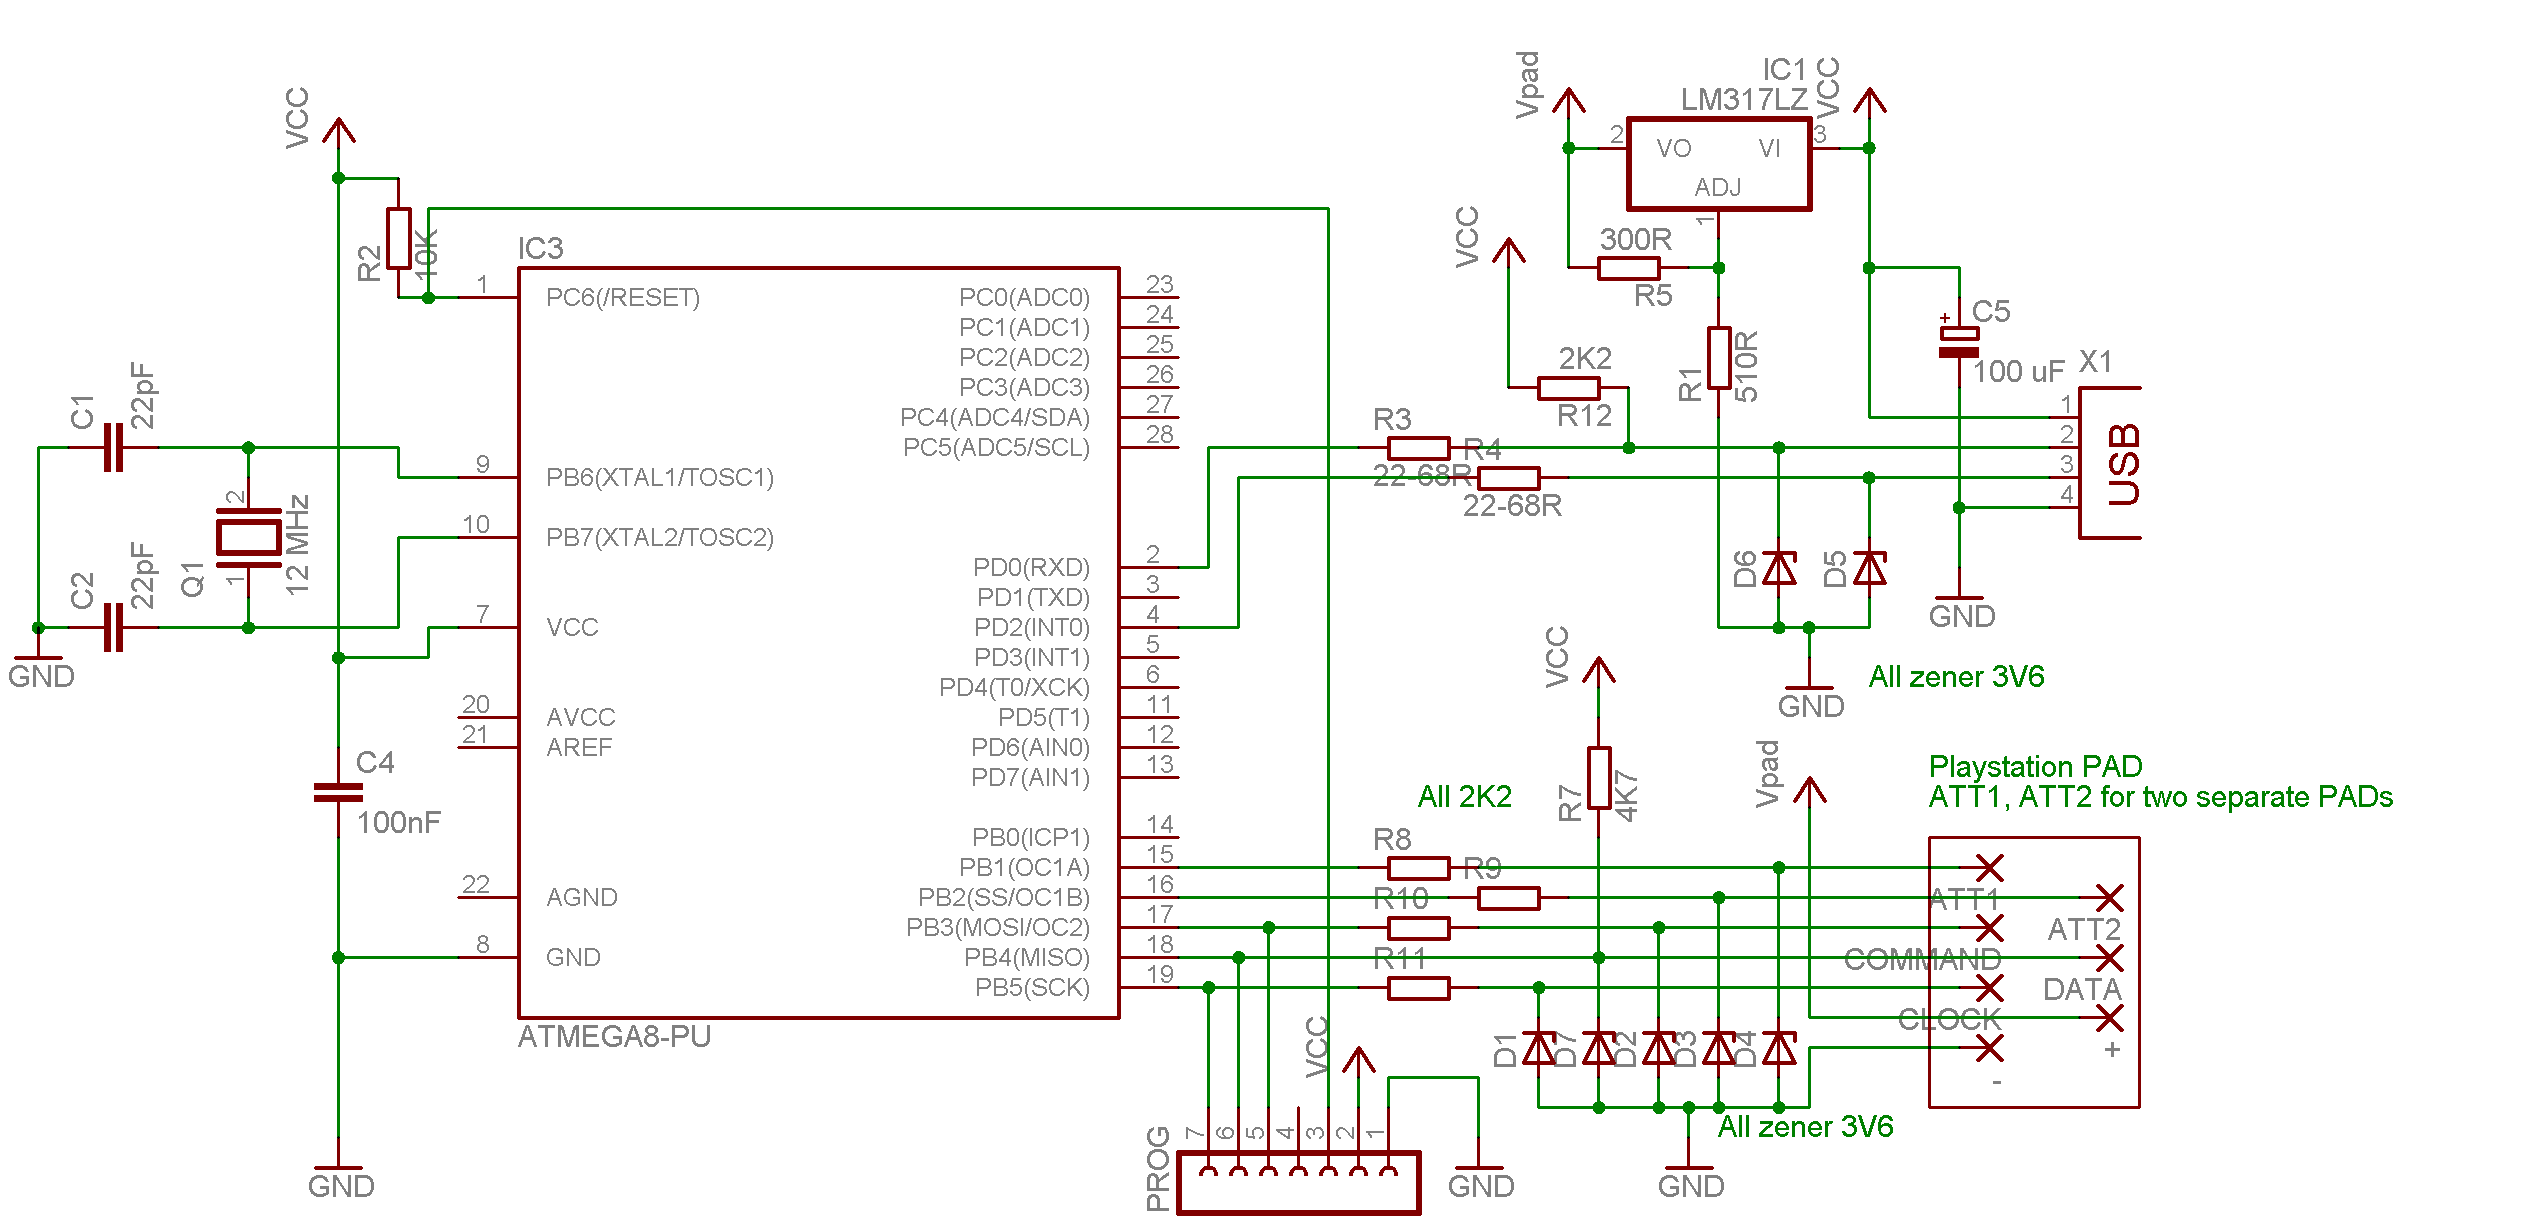 VCC
R2
10K
C1
22pF
C2
22pF
Q1
2
1
12 MHz
GND
C4
100nF
GND
IC3
1
PC6(/RESET)
9
PB6(XTAL1/TOSC1)
10
PB7(XTAL2/TOSC2)
7
VCC
20
AVCC
21
AREF
22
AGND
8
GND
PC0(ADC0)
23
PC1(ADC1)
24
PC2(ADC2)
25
PC3(ADC3)
26
PC4(ADC4/SDA)
27
PC5(ADC5/SCL)
28
PD0(RXD)
2
PD1(TXD)
3
PD2(INT0)
4
PD3(INT1)
5
PD4(T0/XCK)
6
PD5(T1)
11
PD6(AIN0)
12
PD7(AIN1)
13
PB0(ICP1)
14
PB1(OC1A)
15
PB2(SS/OC1B)
16
PB3(MOSI/OC2)
17
PB4(MISO)
18
PB5(SCK)
19
ATMEGA8-PU
Vpad
IC1
LM317LZ
VCC
2
VO
VI
3
ADJ
1
VCC
300R
R5
R1
510R
2K2
R12
R3
22-68R
R4
22-68R
C5
+
100 uF
X1
1
2
3
4
USB
D6
D5
GND
GND
All zener 3V6
VCC
R7
4K7
Vpad
All 2K2
R8
R9
R10
R11
Playstation PAD
ATT1, ATT2 for two separate PADs
ATT1
ATT2
COMMAND
DATA
CLOCK
+
-
D1
D7
D2
D3
D4
All zener 3V6
VCC
PROG
7
6
5
4
3
2
1
GND
GND